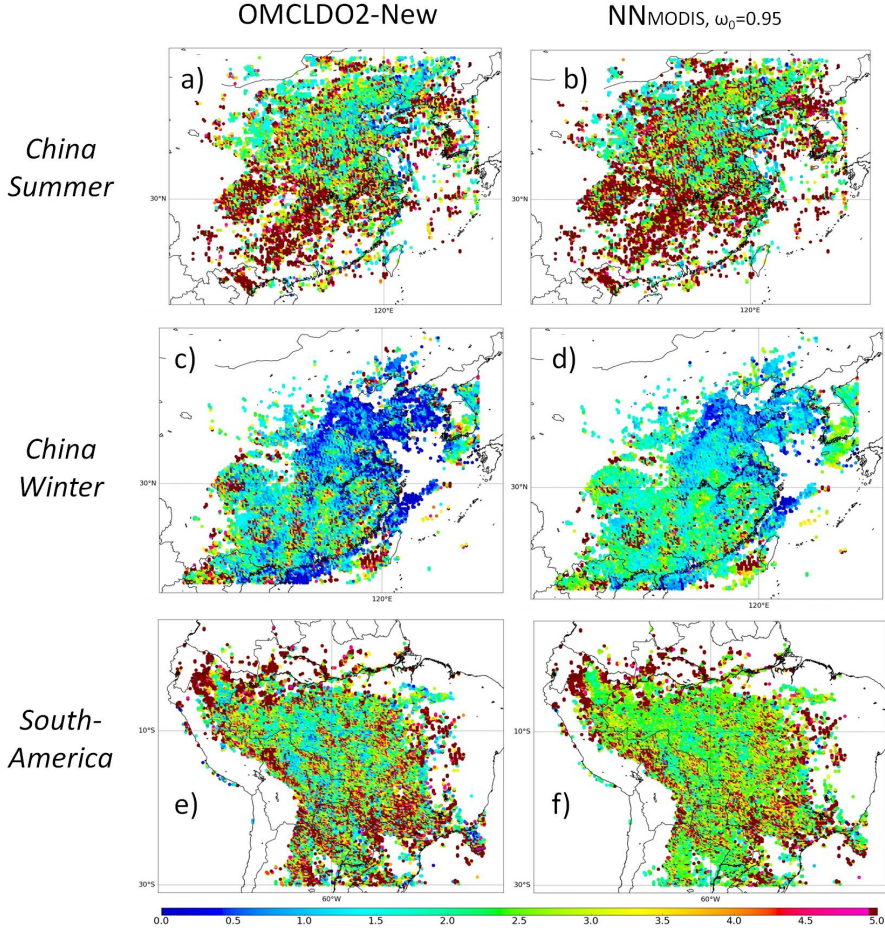 OMCLDO2-New
NN MODIS, ω₀=0.95
China
Summer
a)
b)
30°N
30°N
120°E
120°E
China
Winter
c)
d)
30°N
30°N
120°E
120°E
South-
America
e)
f)
10°S
10°S
30°S
30°S
60°W
60°W
0.0 0.5 1.0 1.5 2.0 2.5 3.0 3.5 4.0 4.5 5.0